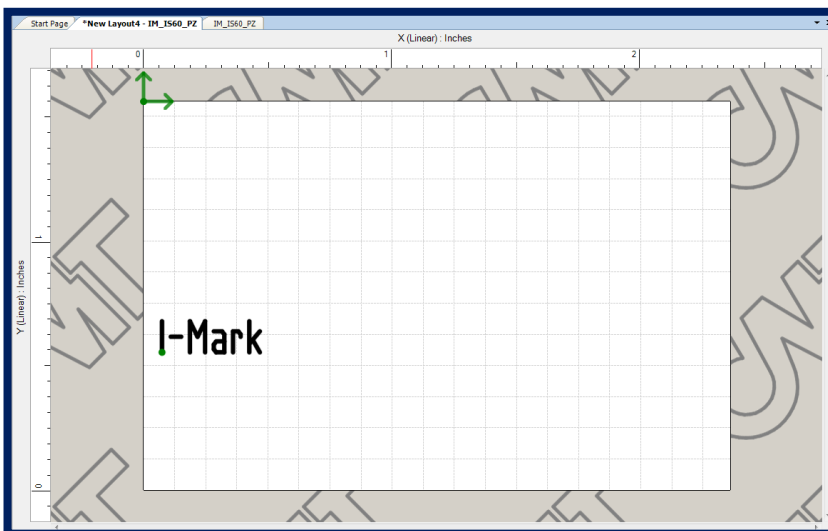 Start Page *New Layout4 - IM_IS60_PZ IM_IS60_PZ
X (Linear) : Inches
0 1 2
1
Y (Linear) : Inches
I-Mark
0